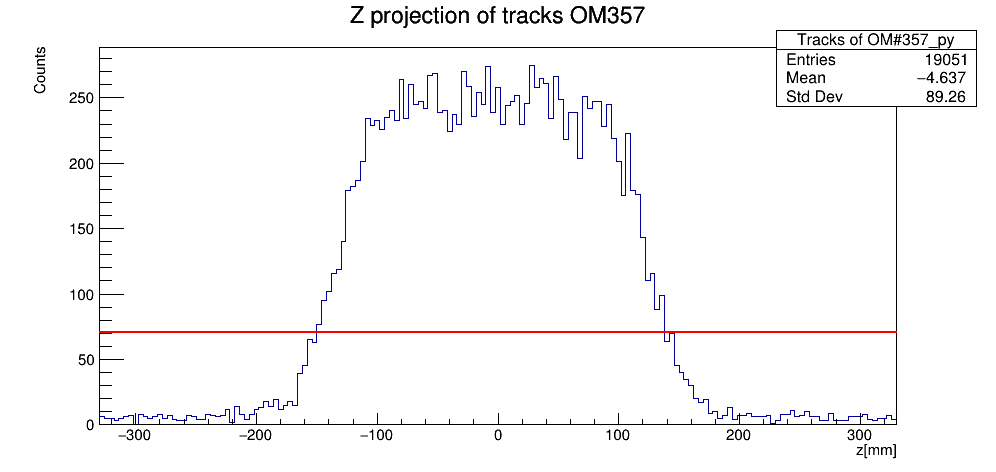 Z projection of tracks OM357
Tracks of OM#357_py
Entries 19051
Mean −4.637
Std Dev 89.26
Counts
250
200
150
100
50
0
−300 −200 −100 0 100 200 300
z[mm]